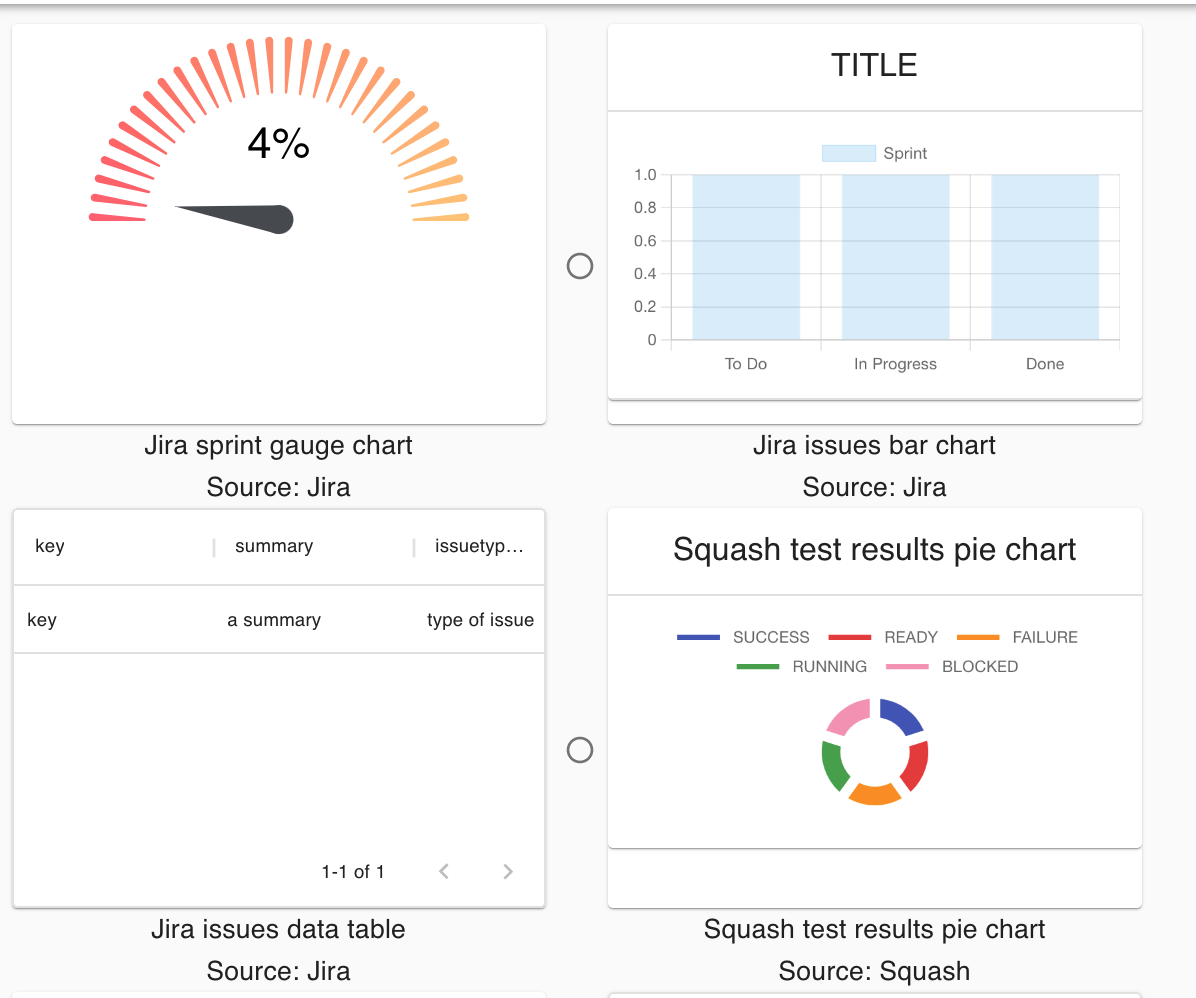 4%
Jira sprint gauge chart
Source: Jira
TITLE
Sprint
1.0
0.8
0.6
0.4
0.2
0
To Do In Progress Done
Jira issues bar chart
Source: Jira
key summary issuetyp...
key a summary type of issue
1-1 of 1
Jira issues data table
Source: Jira
Squash test results pie chart
SUCCESS READY FAILURE
RUNNING BLOCKED
Squash test results pie chart
Source: Squash